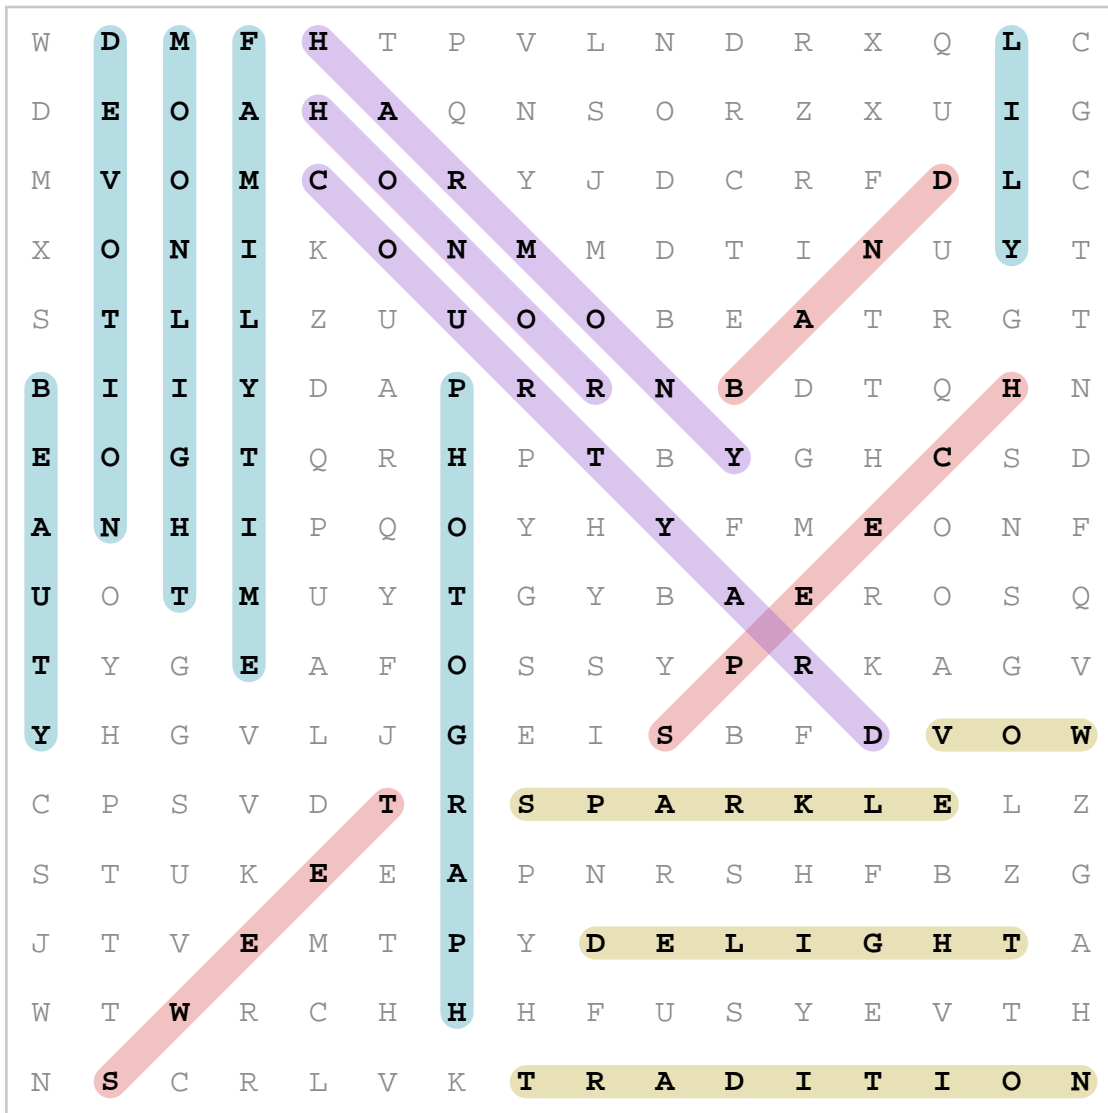 W D M F H T P V L N D R X Q L C
D E O A H A Q N S O R Z X U I G
M V O M C O R Y J D C R F D L C
X O N I K O N M M D T I N U Y T
S T L L Z U U O O B E A T R G T
B I I Y D A P R R N B D T Q H N
E O G T Q R H P T B Y G H C S D
A N H I P Q O Y H Y F M E O N F
U O T M U Y T G Y B A E R O S Q
T Y G E A F O S S Y P R K A G V
Y H G V L J G E I S B F D V O W
C P S V D T R S P A R K L E L Z
S T U K E E A P N R S H F B Z G
J T V E M T P Y D E L I G H T A
W T W R C H H H F U S Y E V T H
N S C R L V K T R A D I T I O N